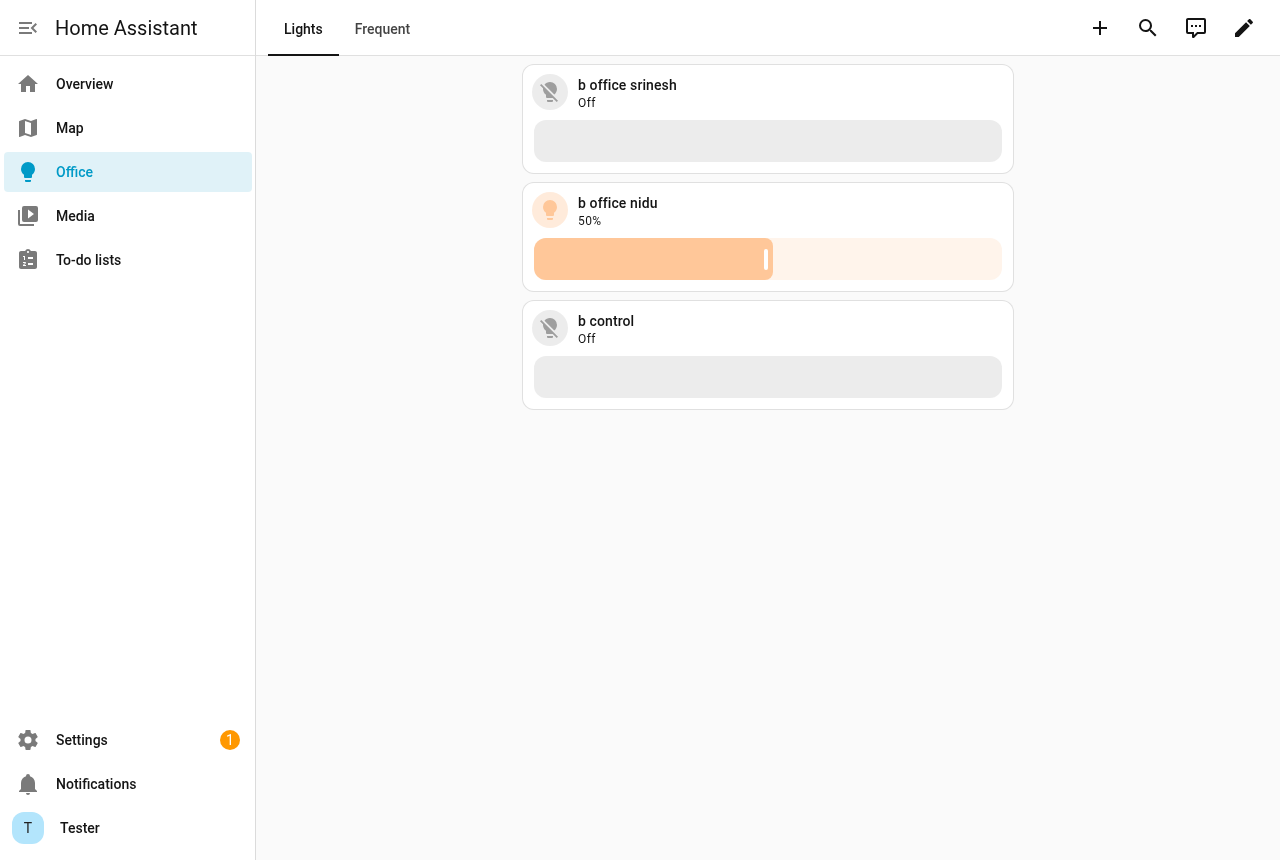 Home Assistant
Lights
Frequent
Overview
Map
Office
Media
To-do lists
b office srinesh
Off
b office nidu
50%
b control
Off
Settings
1
Notifications
T
Tester